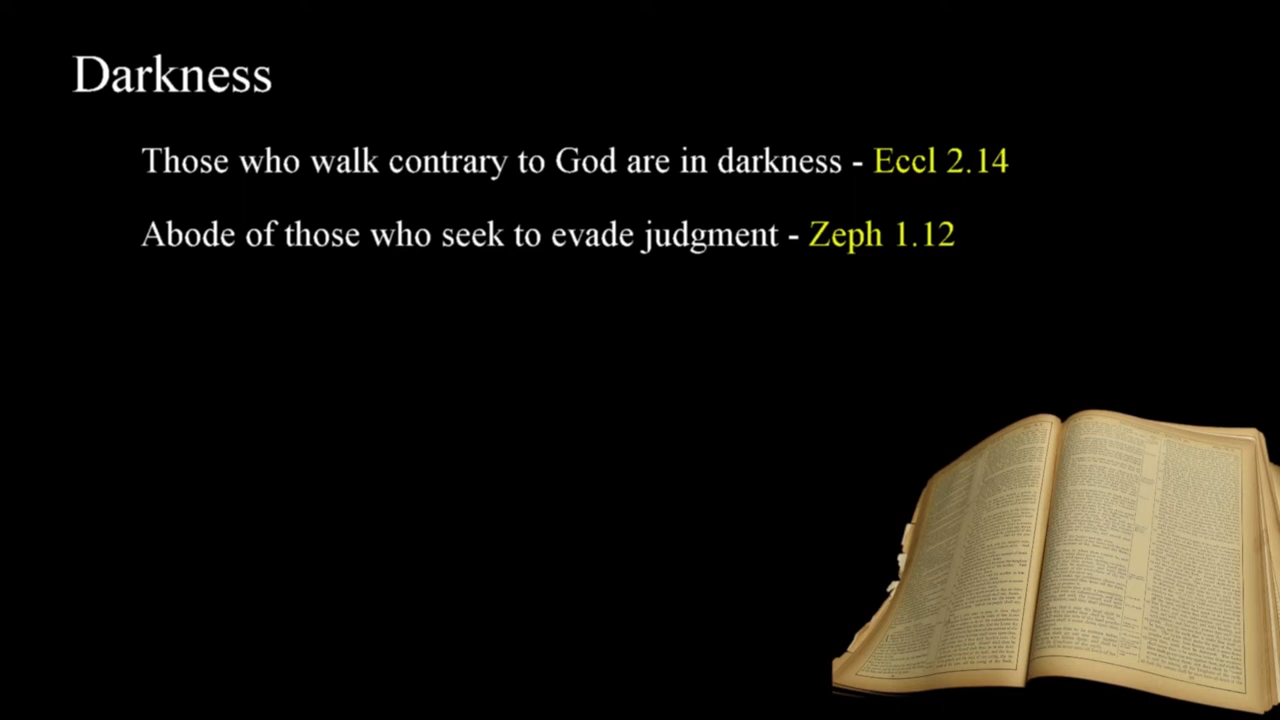 Darkness
Those who walk contrary to God are in darkness - Eccl 2.14
Abode of those who seek to evade judgment - Zeph 1.12